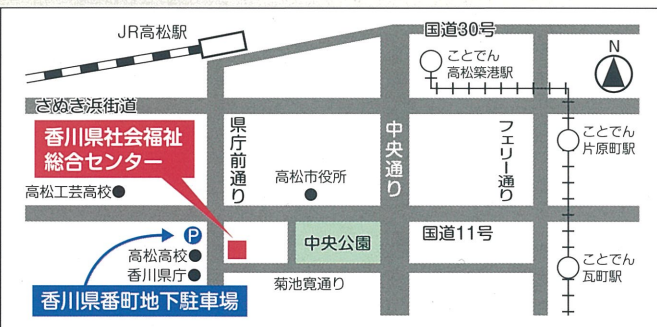 JR高松駅
国道30号
ことでん
高松築港駅
N
さぬき浜街道
香川県社会福祉
総合センター
県庁前通り
中央通り
フェリー通り
ことでん
片原町駅
高松市役所
高松工芸高校
国道11号
P
中央公園
高松高校
香川県庁
菊池寛通り
ことでん
瓦町駅
香川県番町地下駐車場